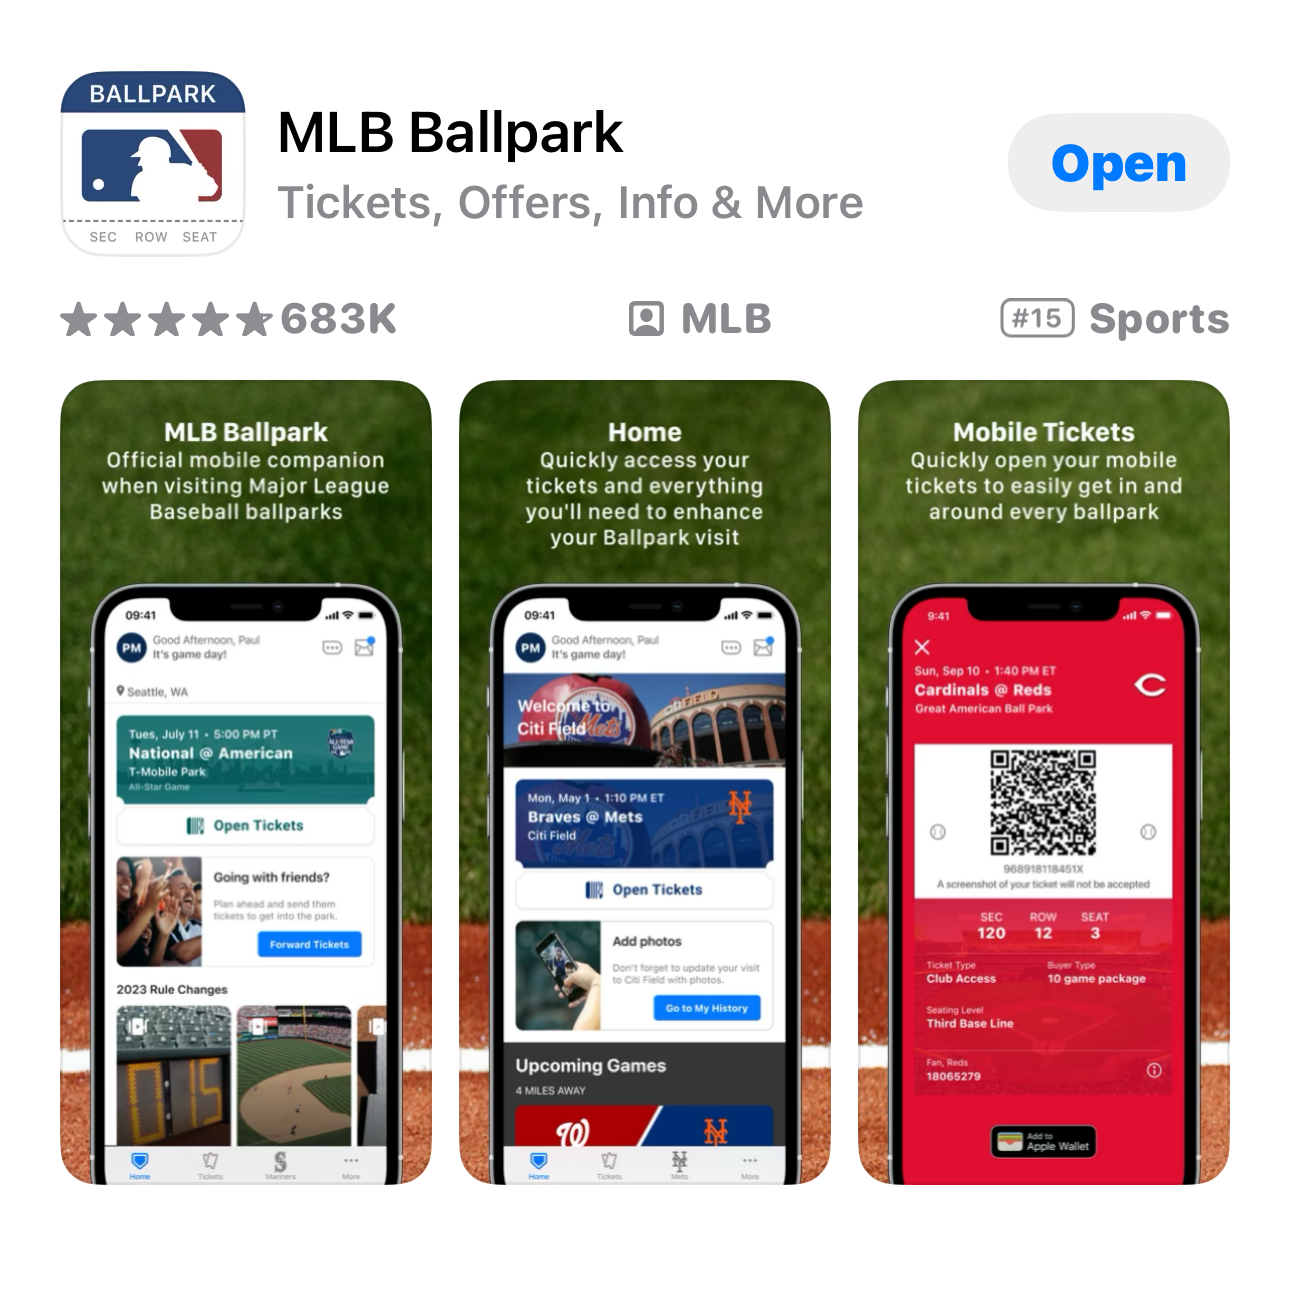 BALLPARK
SEC ROW SEAT
MLB Ballpark
Tickets, Offers, Info & More
Open
683K
MLB
#15 Sports
MLB Ballpark
Official mobile companion
when visiting Major League
Baseball ballparks
09:41
PM
Good Afternoon, Paul
It's game day!
Seattle, WA
Tues, July 11 • 5:00 PM PT
National @ American
T-Mobile Park
All-Star Game
ALL-STAR
GAME
Open Tickets
Going with friends?
Plan ahead and send them
tickets to get into the park.
Forward Tickets
2023 Rule Changes
015
Home
Tickets
S
Mariners
More
Home
Quickly access your
tickets and everything
you'll need to enhance
your Ballpark visit
09:41
PM
Good Afternoon, Paul
It's game day!
Welcome to
Citi Field
Mets
FIELD
Mon, May 1 • 1:10 PM ET
Braves @ Mets
Citi Field
Mets
NY
Open Tickets
Add photos
Don't forget to update your visit
to Citi Field with photos.
Go to My History
Upcoming Games
4 MILES AWAY
W
NY
Home
Tickets
NY
Mets
More
Mobile Tickets
Quickly open your mobile
tickets to easily get in and
around every ballpark
9:41
Sun, Sep 10 • 1:40 PM ET
Cardinals @ Reds
Great American Ball Park
C
968918118451X
A screenshot of your ticket will not be accepted
SEC ROW SEAT
120 12 3
Ticket Type Buyer Type
Club Access 10 game package
Seating Level
Third Base Line
Fan, Reds
18065279
Add to
Apple Wallet